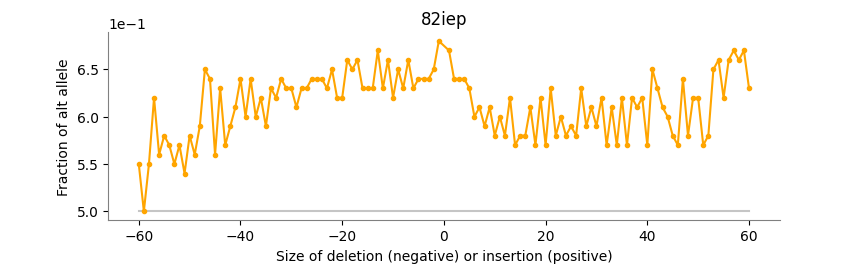 82iep
1e−1
Fraction of alt allele
6.5
6.0
5.5
5.0
−60 −40 −20 0 20 40 60
Size of deletion (negative) or insertion (positive)